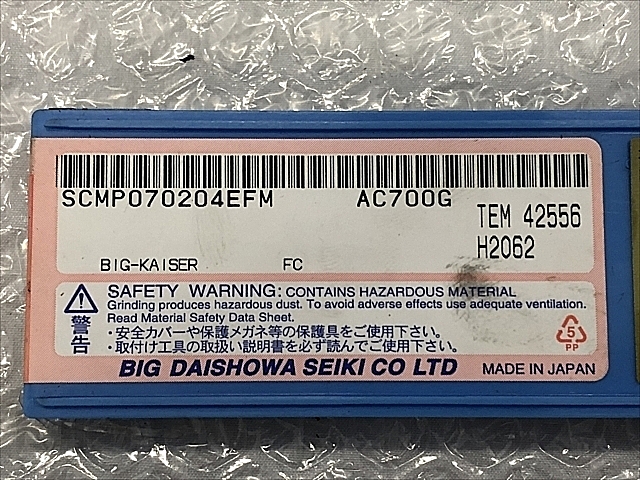 SCMP070204EFM AC700G
TEM 42556
H2062
BIG-KAISER FC
SAFETY WARNING: CONTAINS HAZARDOUS MATERIAL
Grinding produces hazardous dust. To avoid adverse effects use adequate ventilation.
Read Material Safety Data Sheet.
警告
・安全カバーや保護メガネ等の保護具をご使用下さい。
・取付け工具の取扱い説明書を必ず読んでご使用下さい。
5
PP
BIG DAISHOWA SEIKI CO LTD
MADE IN JAPAN